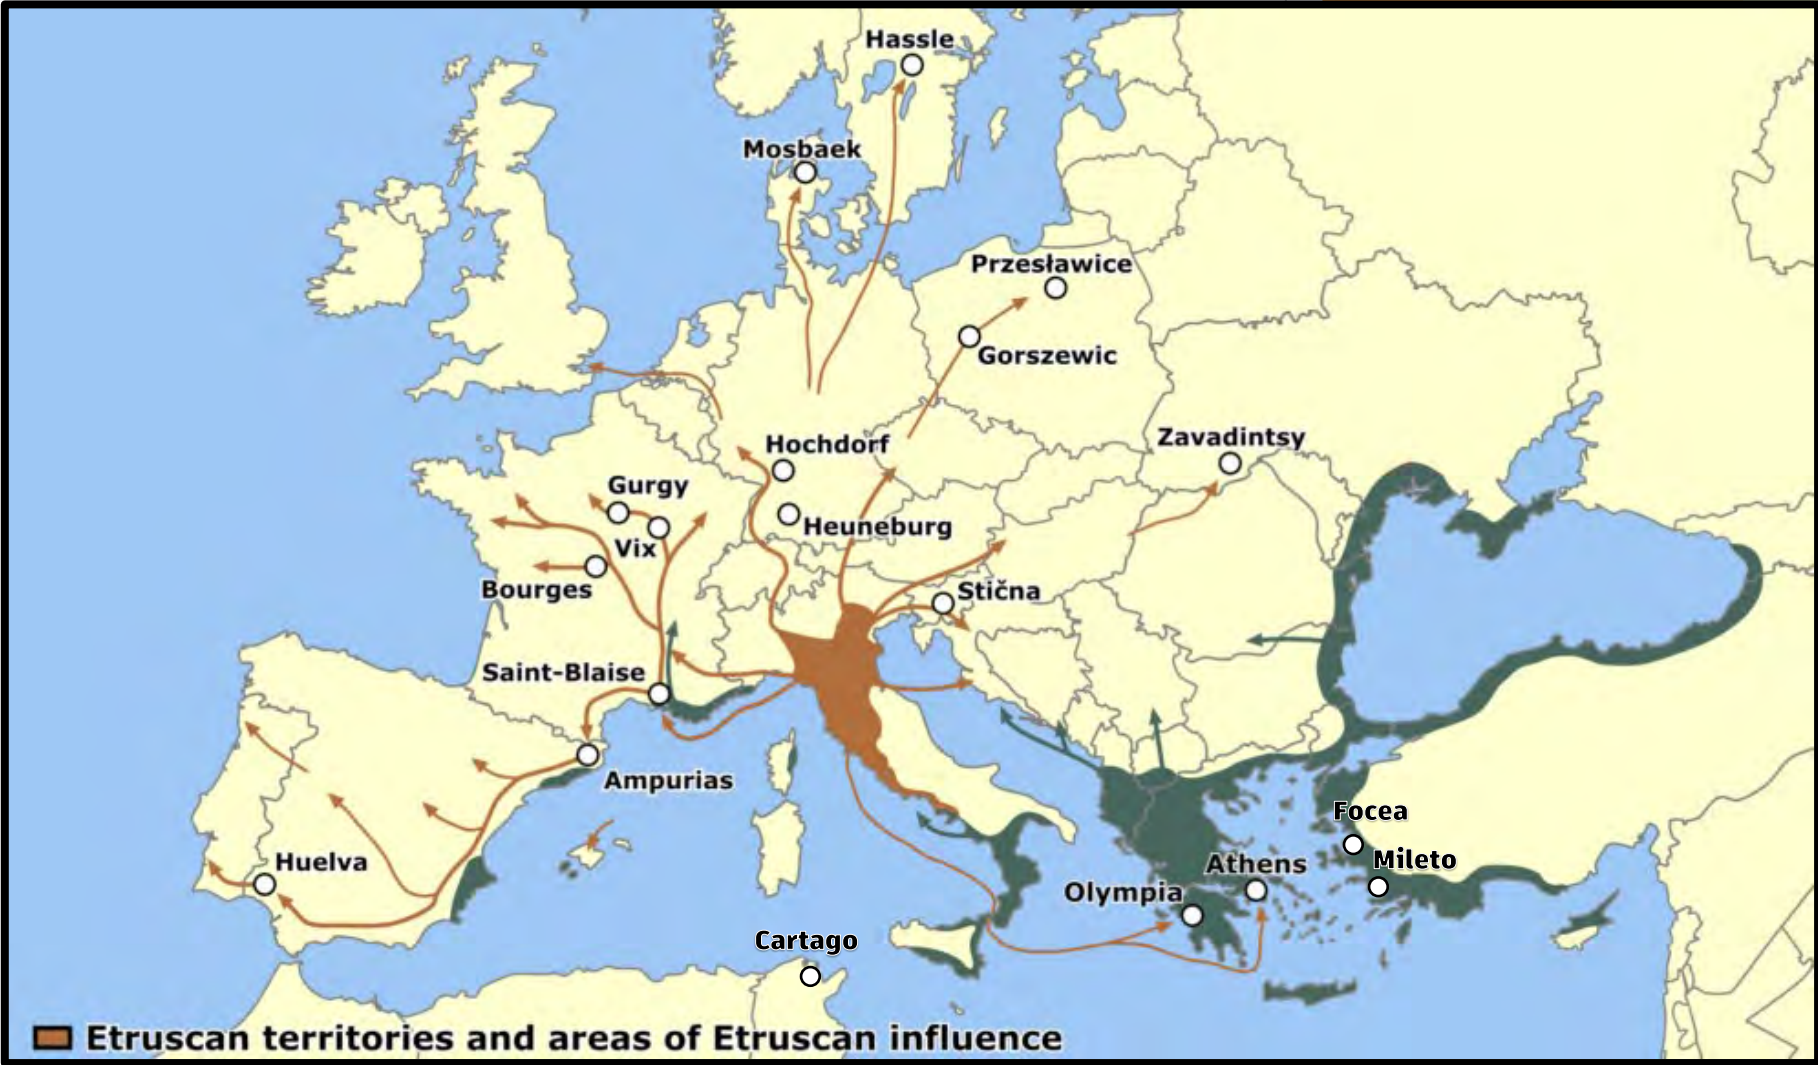 Hassle
Mosbaek
Przesławice
Gorszewic
Hochdorf
Zavadintsy
Gurgy
Heuneburg
Vix
Bourges
Stična
Saint-Blaise
Ampurias
Focea
Huelva
Athens
Mileto
Olympia
Cartago
Etruscan territories and areas of Etruscan influence